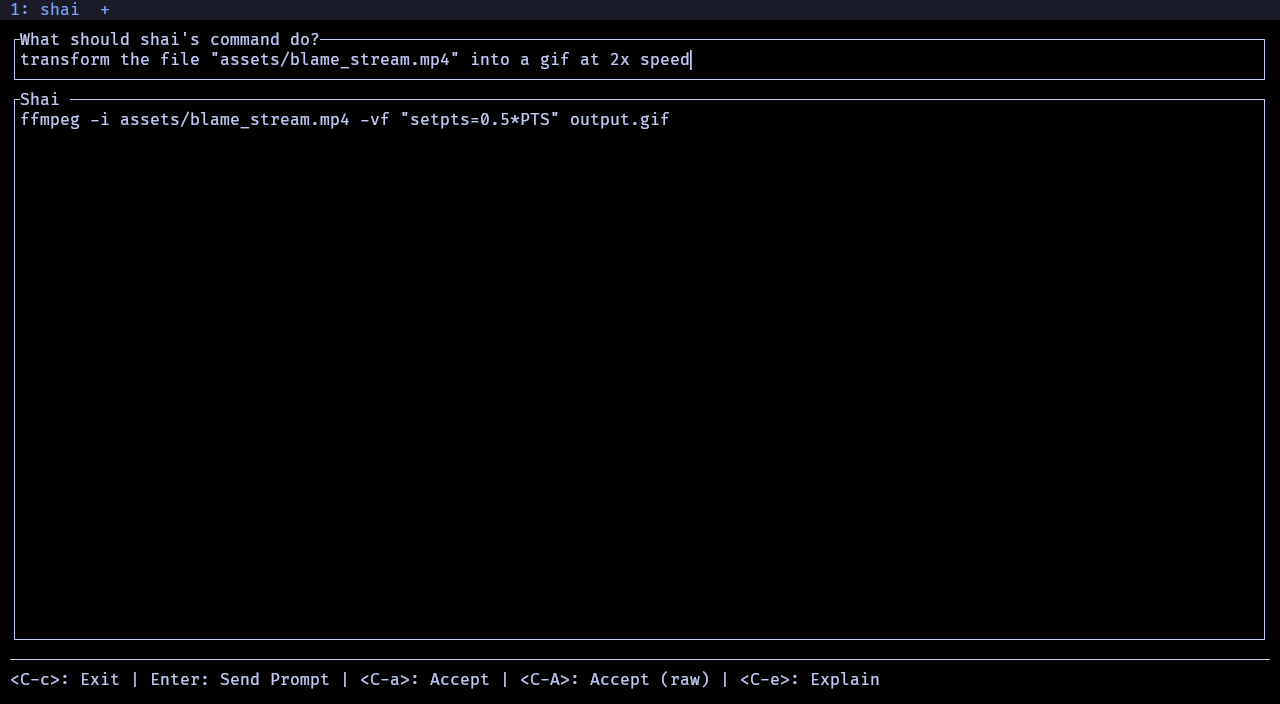 1: shai  +
What should shai's command do?
transform the file "assets/blame_stream.mp4" into a gif at 2x speed
Shai
ffmpeg -i assets/blame_stream.mp4 -vf "setpts=0.5*PTS" output.gif
<C-c>: Exit | Enter: Send Prompt | <C-a>: Accept | <C-A>: Accept (raw) | <C-e>: Explain